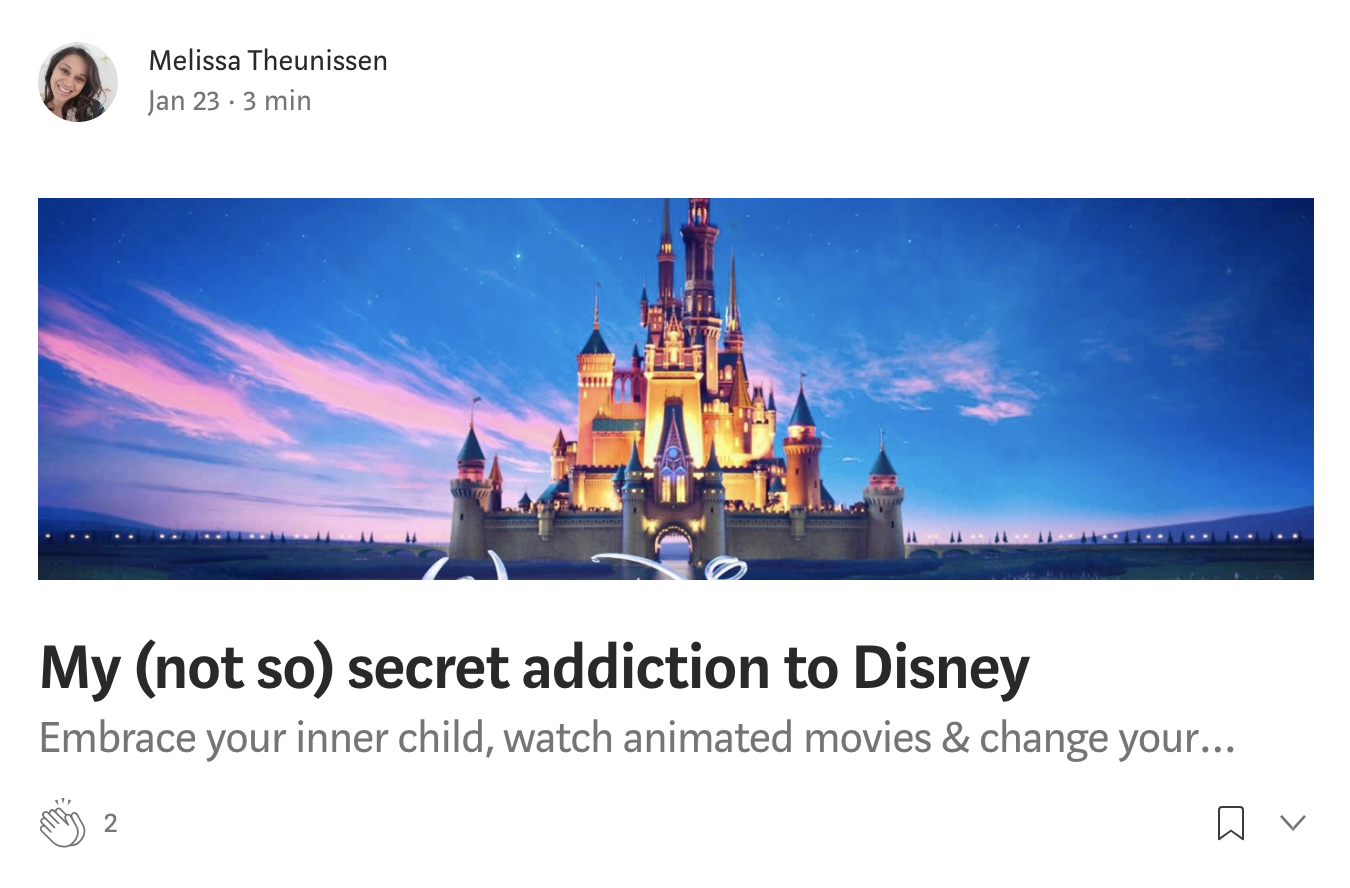 Melissa Theunissen
Jan 23 · 3 min
My (not so) secret addiction to Disney
Embrace your inner child, watch animated movies & change your...
2